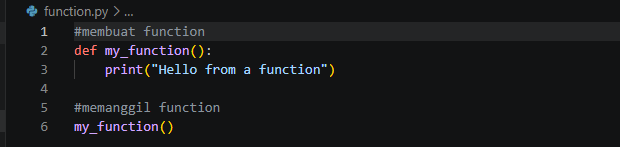 function.py > ...
1 #membuat function
2 def my_function():
3     print("Hello from a function")
4
5 #memanggil function
6 my_function()